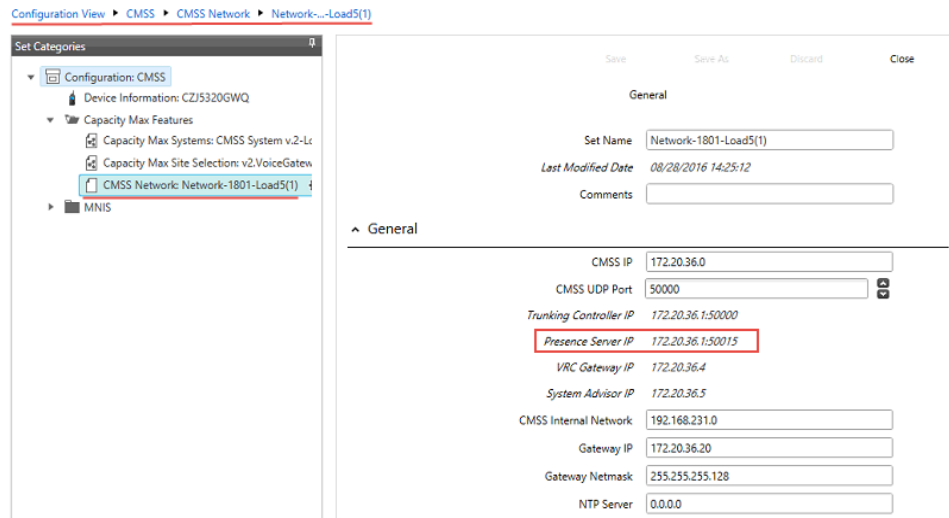 Configuration View ▶ CMSS ▶ CMSS Network ▶ Network-...-Load5(1)
Set Categories
Configuration: CMSS
Device Information: CZJ5320GWQ
Capacity Max Features
Capacity Max Systems: CMSS System v.2-Lo
Capacity Max Site Selection: v2.VoiceGatew
CMSS Network: Network-1801-Load5(1)
MNIS
Save Save As Discard Close
General
Set Name Network-1801-Load5(1)
Last Modified Date 08/28/2016 14:25:12
Comments
General
CMSS IP 172.20.36.0
CMSS UDP Port 50000
Trunking Controller IP 172.20.36.1:50000
Presence Server IP 172.20.36.1:50015
VRC Gateway IP 172.20.36.4
System Advisor IP 172.20.36.5
CMSS Internal Network 192.168.231.0
Gateway IP 172.20.36.20
Gateway Netmask 255.255.255.128
NTP Server 0.0.0.0